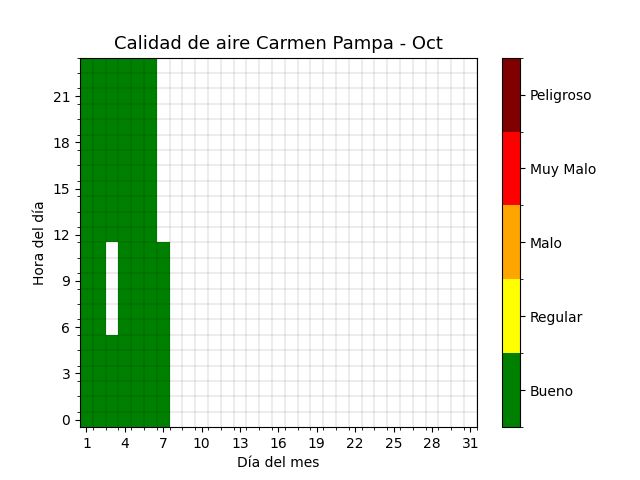 Calidad de aire Carmen Pampa - Oct
Hora del día
21
18
15
12
9
6
3
0
1 4 7 10 13 16 19 22 25 28 31
Día del mes
Peligroso
Muy Malo
Malo
Regular
Bueno